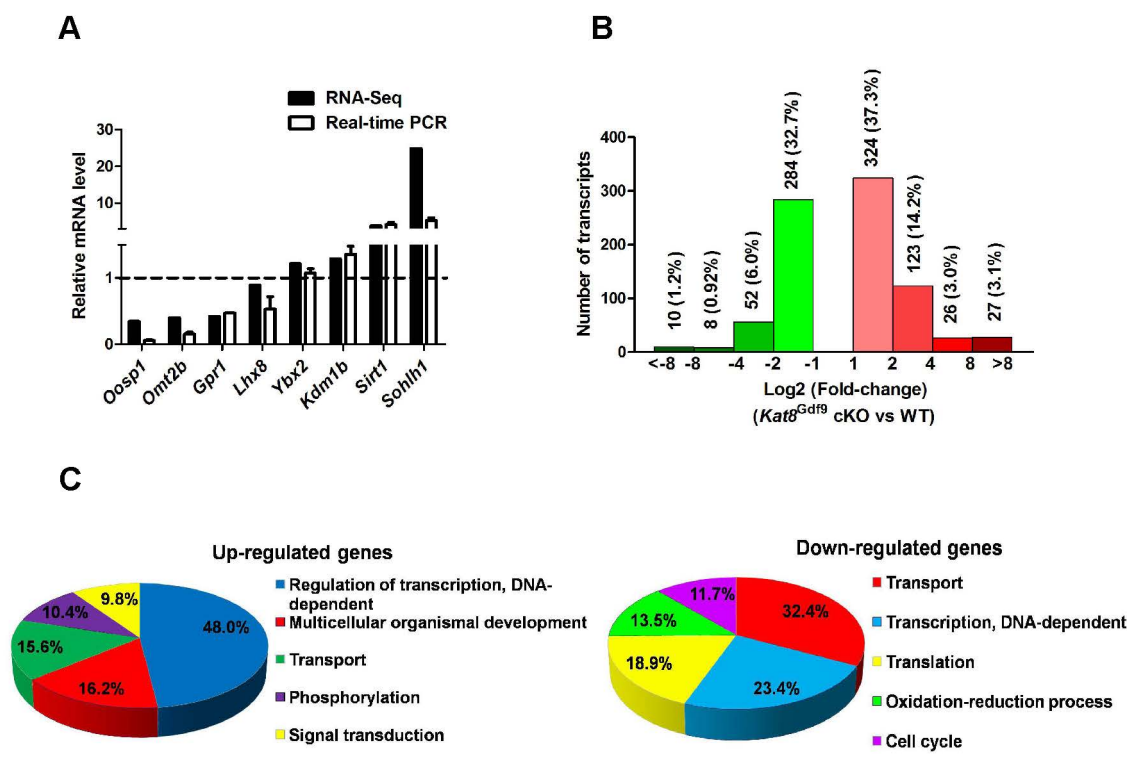 A
RNA-Seq
Real-time PCR
Relative mRNA level
30
20
10
1
0
Oosp1
Omt2b
Gpr1
Lhx8
Ybx2
Kdm1b
Sirt1
Sohlh1
B
Number of transcripts
400
300
200
100
0
10 (1.2%)
8 (0.92%)
52 (6.0%)
284 (32.7%)
324 (37.3%)
123 (14.2%)
26 (3.0%)
27 (3.1%)
<-8 -8 -4 -2 -1 1 2 4 8 >8
Log2 (Fold-change)
(Kat8Gdf9 cKO vs WT)
C
Up-regulated genes
48.0%
16.2%
15.6%
10.4%
9.8%
Regulation of transcription, DNA-
dependent
Multicellular organismal development
Transport
Phosphorylation
Signal transduction
Down-regulated genes
32.4%
23.4%
18.9%
13.5%
11.7%
Transport
Transcription, DNA-dependent
Translation
Oxidation-reduction process
Cell cycle